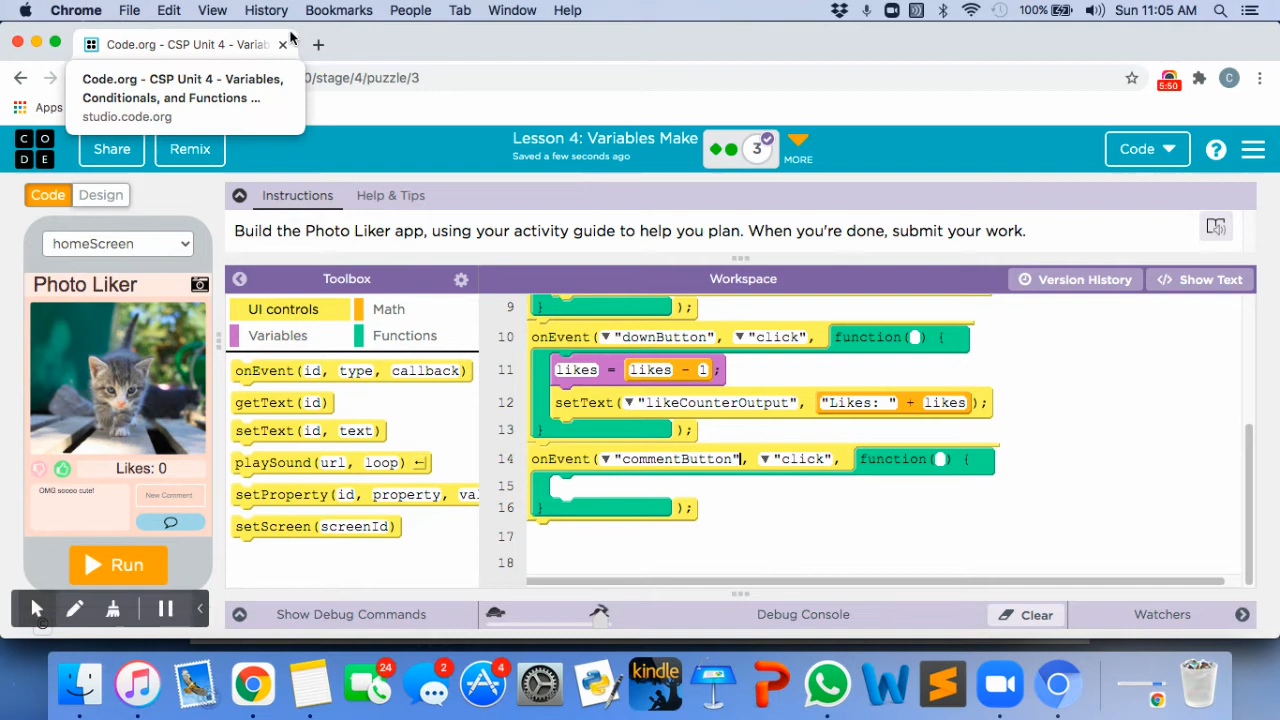 Chrome File Edit View History Bookmarks People Tab Window Help 100% Sun 11:05 AM
Code.org - CSP Unit 4 - Variab
0/stage/4/puzzle/3 C
5:50
Code.org - CSP Unit 4 - Variables,
Conditionals, and Functions ...
studio.code.org
Apps
C O
D E
Share Remix
Lesson 4: Variables Make
Saved a few seconds ago
3
MORE
Code
?
Code Design
Instructions Help & Tips
homeScreen
Build the Photo Liker app, using your activity guide to help you plan. When you're done, submit your work.
Toolbox Workspace Version History </> Show Text
Photo Liker
UI controls Math
Variables Functions
onEvent(id, type, callback)
getText(id)
setText(id, text)
playSound(url, loop)
setProperty(id, property, val
setScreen(screenId)
9 } );
10 onEvent( "downButton", "click", function() {
11 likes = likes - 1;
12 setText( "likeCounterOutput", "Likes: " + likes);
13 } );
14 onEvent( "commentButton", "click", function() {
15
16 } );
17
18
Likes: 0
OMG soooo cute! New Comment
Run
Show Debug Commands Debug Console Clear Watchers
24
2
4
kindle